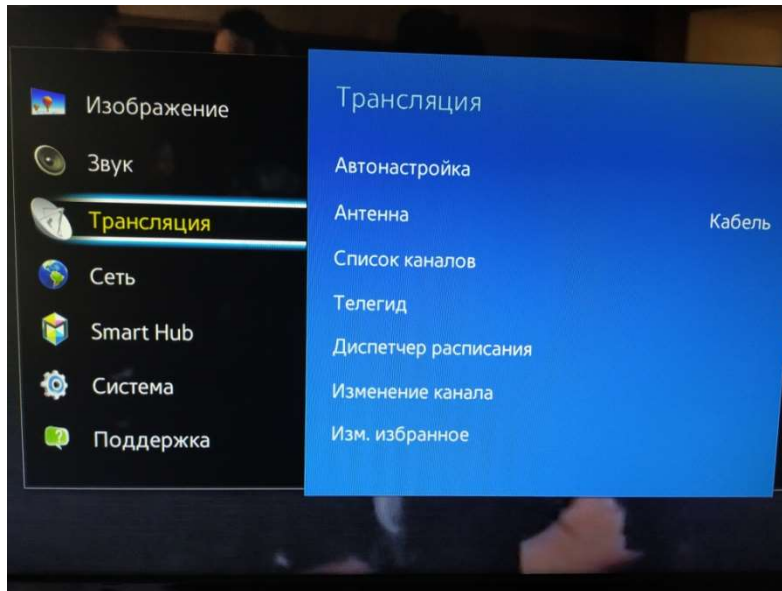 Изображение
Звук
Трансляция
Сеть
Smart Hub
Система
Поддержка
Трансляция
Автонастройка
Антенна Кабель
Список каналов
Телегид
Диспетчер расписания
Изменение канала
Изм. избранное